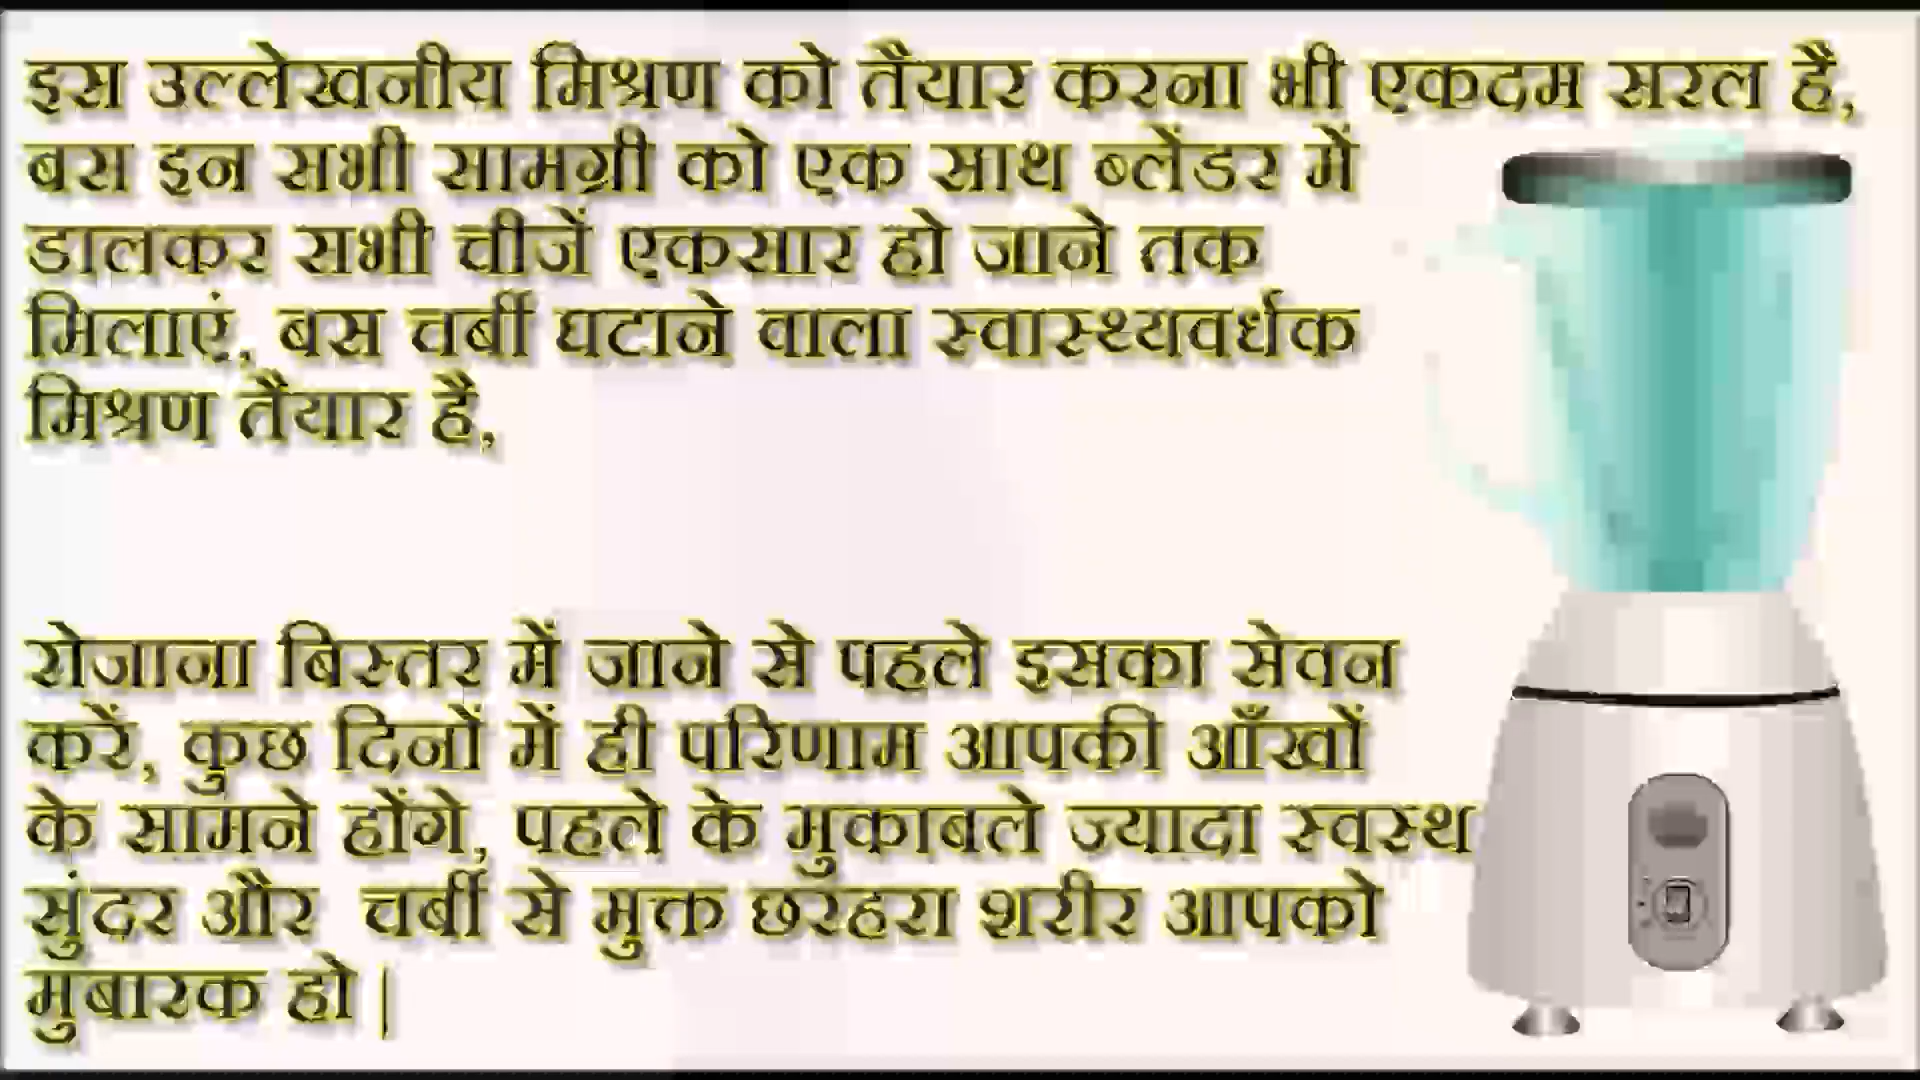 इस उल्लेखनीय मिश्रण को तैयार करना भी एकदम सरल है,
बस इन सभी सामग्री को एक साथ ब्लेंडर में
डालकर सभी चीजें एकसार हो जाने तक
मिलाएं, बस चर्बी घटाने वाला स्वास्थ्यवर्धक
मिश्रण तैयार है,
रोजाना बिस्तर में जाने से पहले इसका सेवन
करें, कुछ दिनों में ही परिणाम आपकी आँखों
के सामने होंगे, पहले के मुकाबले ज्यादा स्वस्थ
सुंदर और चर्बी से मुक्त छरहरा शरीर आपको
मुबारक हो |